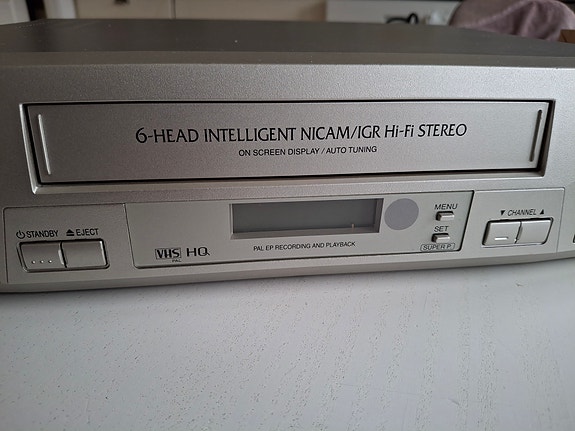 6-HEAD INTELLIGENT NICAM/IGR Hi-Fi STEREO
ON SCREEN DISPLAY / AUTO TUNING
⏻ STANDBY ⏏ EJECT
MENU
▼ CHANNEL ▲
SET
SUPER P.
VHS HQ
PAL
PAL EP RECORDING AND PLAYBACK